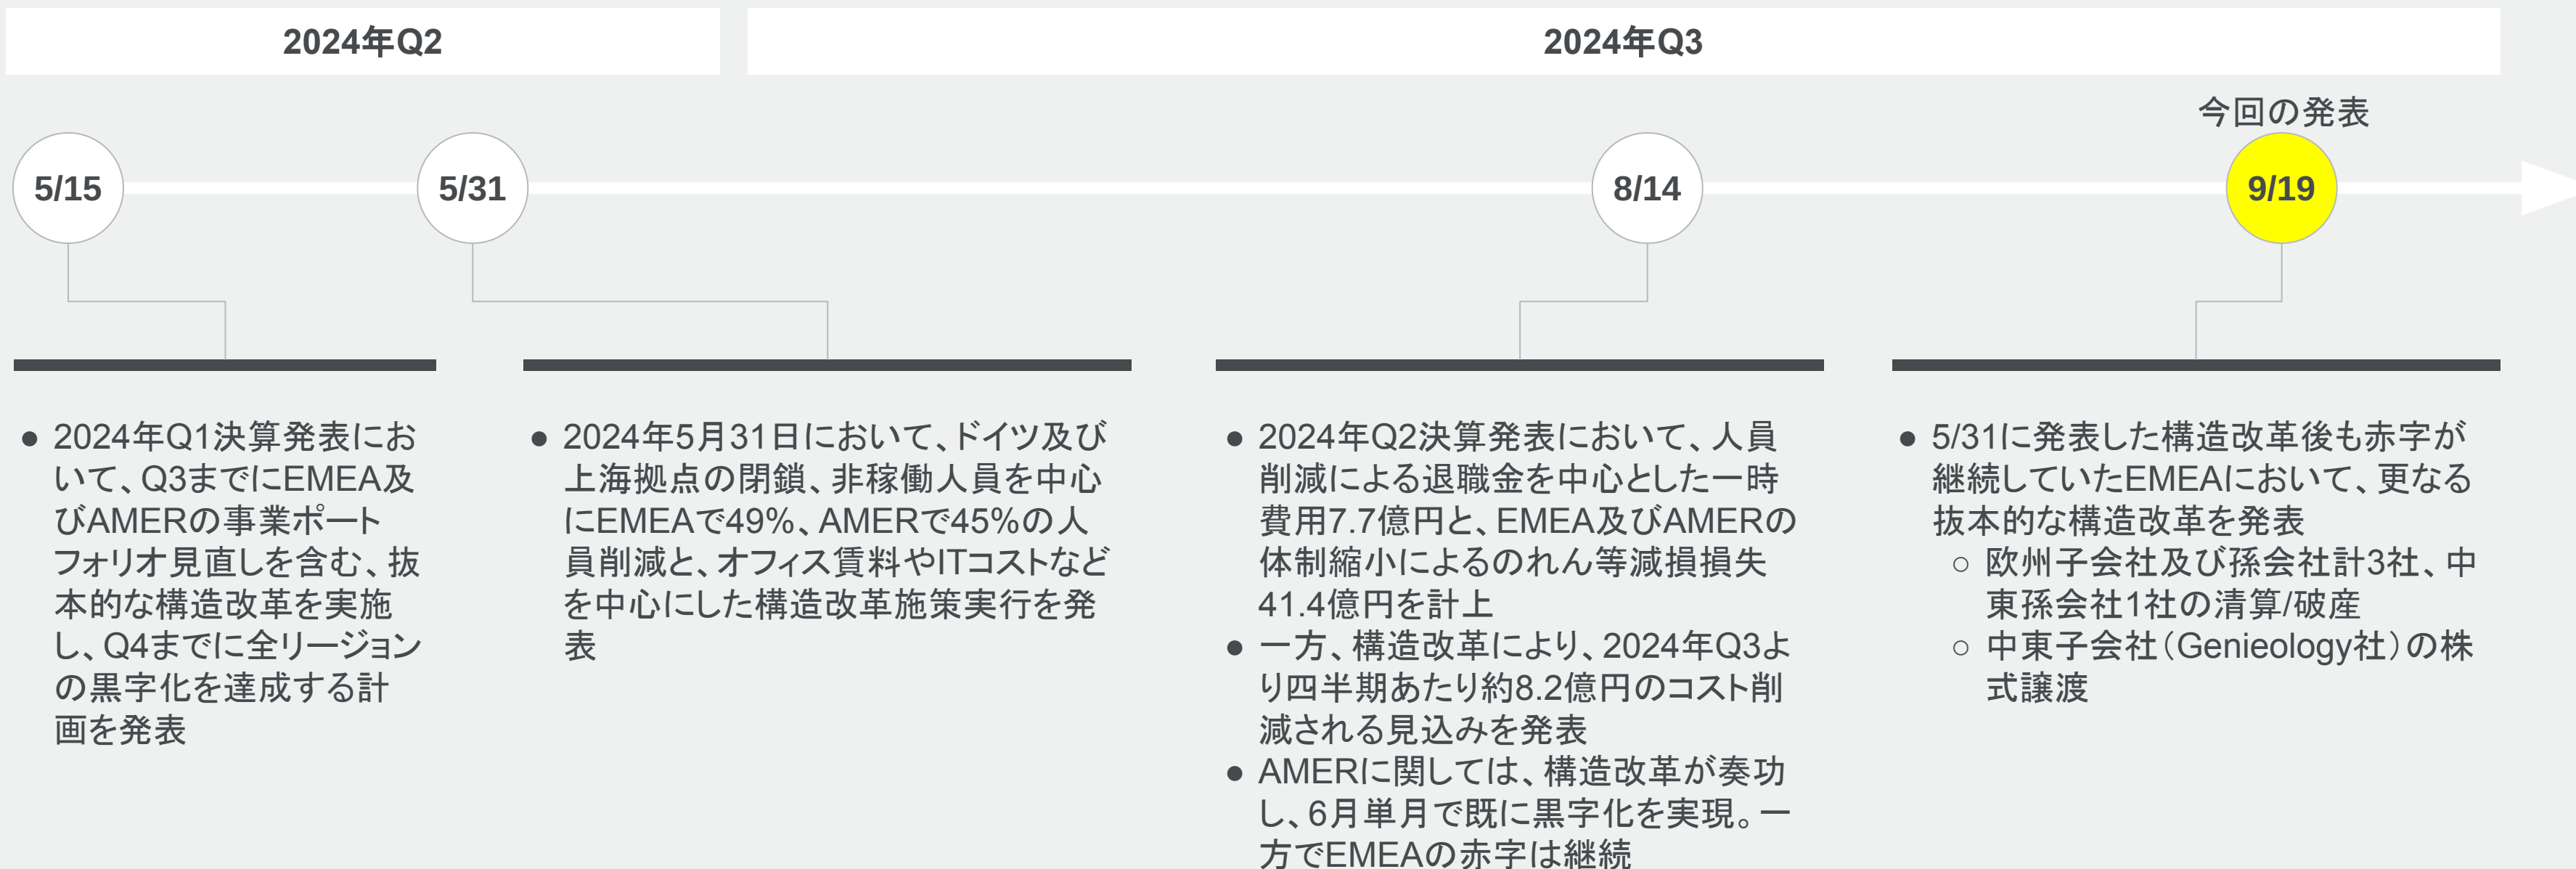 2024年Q2
2024年Q3
今回の発表
5/15
5/31
8/14
9/19
● 2024年Q1決算発表にお
いて、Q3までにEMEA及
びAMERの事業ポート
フォリオ見直しを含む、抜
本的な構造改革を実施
し、Q4までに全リージョン
の黒字化を達成する計
画を発表
● 2024年5月31日において、ドイツ及び
上海拠点の閉鎖、非稼働人員を中心
にEMEAで49%、AMERで45%の人
員削減と、オフィス賃料やITコストなど
を中心にした構造改革施策実行を発
表
● 2024年Q2決算発表において、人員
削減による退職金を中心とした一時
費用7.7億円と、EMEA及びAMERの
体制縮小によるのれん等減損損失
41.4億円を計上
● 一方、構造改革により、2024年Q3よ
り四半期あたり約8.2億円のコスト削
減される見込みを発表
● AMERに関しては、構造改革が奏功
し、6月単月で既に黒字化を実現。一
方でEMEAの赤字は継続
● 5/31に発表した構造改革後も赤字が
継続していたEMEAにおいて、更なる
抜本的な構造改革を発表
○ 欧州子会社及び孫会社計3社、中
東孫会社1社の清算/破産
○ 中東子会社（Genieology社）の株
式譲渡